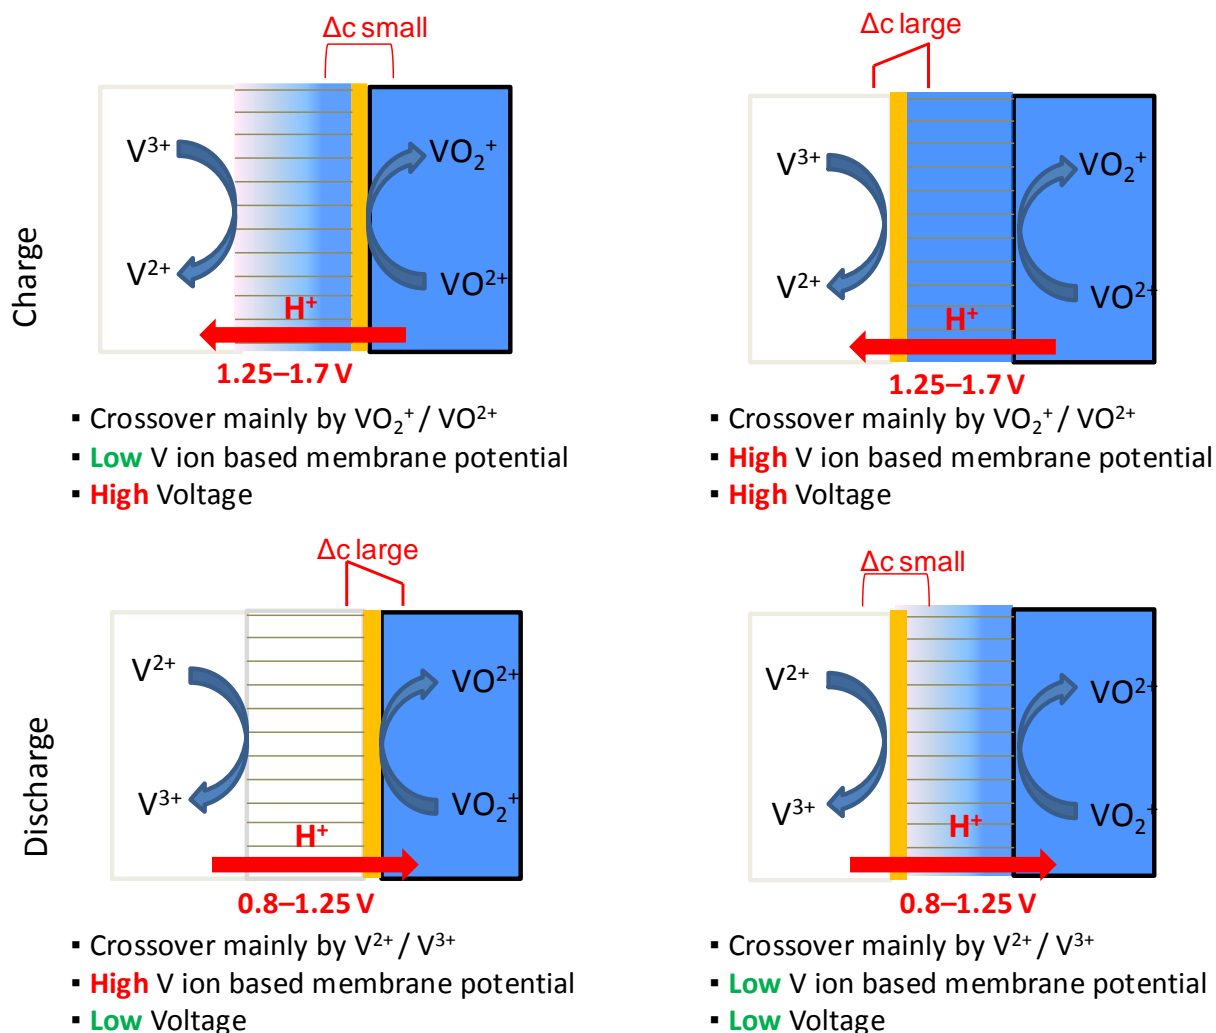 Δc small
V³⁺
VO₂⁺
V²⁺
VO²⁺
H⁺
1.25–1.7 V
▪ Crossover mainly by VO₂⁺ / VO²⁺
▪ Low V ion based membrane potential
▪ High Voltage
Δc large
V³⁺
VO₂⁺
V²⁺
VO²⁺
H⁺
1.25–1.7 V
▪ Crossover mainly by VO₂⁺ / VO²⁺
▪ High V ion based membrane potential
▪ High Voltage
Charge
Δc large
V²⁺
VO²⁺
V³⁺
VO₂⁺
H⁺
0.8–1.25 V
▪ Crossover mainly by V²⁺ / V³⁺
▪ High V ion based membrane potential
▪ Low Voltage
Δc small
V²⁺
VO²⁺
V³⁺
VO₂⁺
H⁺
0.8–1.25 V
▪ Crossover mainly by V²⁺ / V³⁺
▪ Low V ion based membrane potential
▪ Low Voltage
Discharge